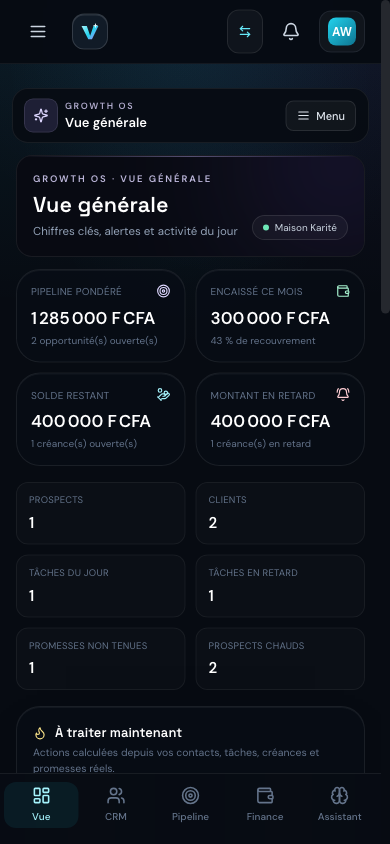 AW
GROWTH OS
Vue générale
Menu
GROWTH OS · VUE GÉNÉRALE
Vue générale
Chiffres clés, alertes et activité du jour
Maison Karité
PIPELINE PONDÉRÉ
1 285 000 F CFA
2 opportunité(s) ouverte(s)
ENCAISSÉ CE MOIS
300 000 F CFA
43 % de recouvrement
SOLDE RESTANT
400 000 F CFA
1 créance(s) ouverte(s)
MONTANT EN RETARD
400 000 F CFA
1 créance(s) en retard
PROSPECTS
1
CLIENTS
2
TÂCHES DU JOUR
1
TÂCHES EN RETARD
1
PROMESSES NON TENUES
1
PROSPECTS CHAUDS
2
À traiter maintenant
Actions calculées depuis vos contacts, tâches, créances et
promesses réels.
Vue
CRM
Pipeline
Finance
Assistant